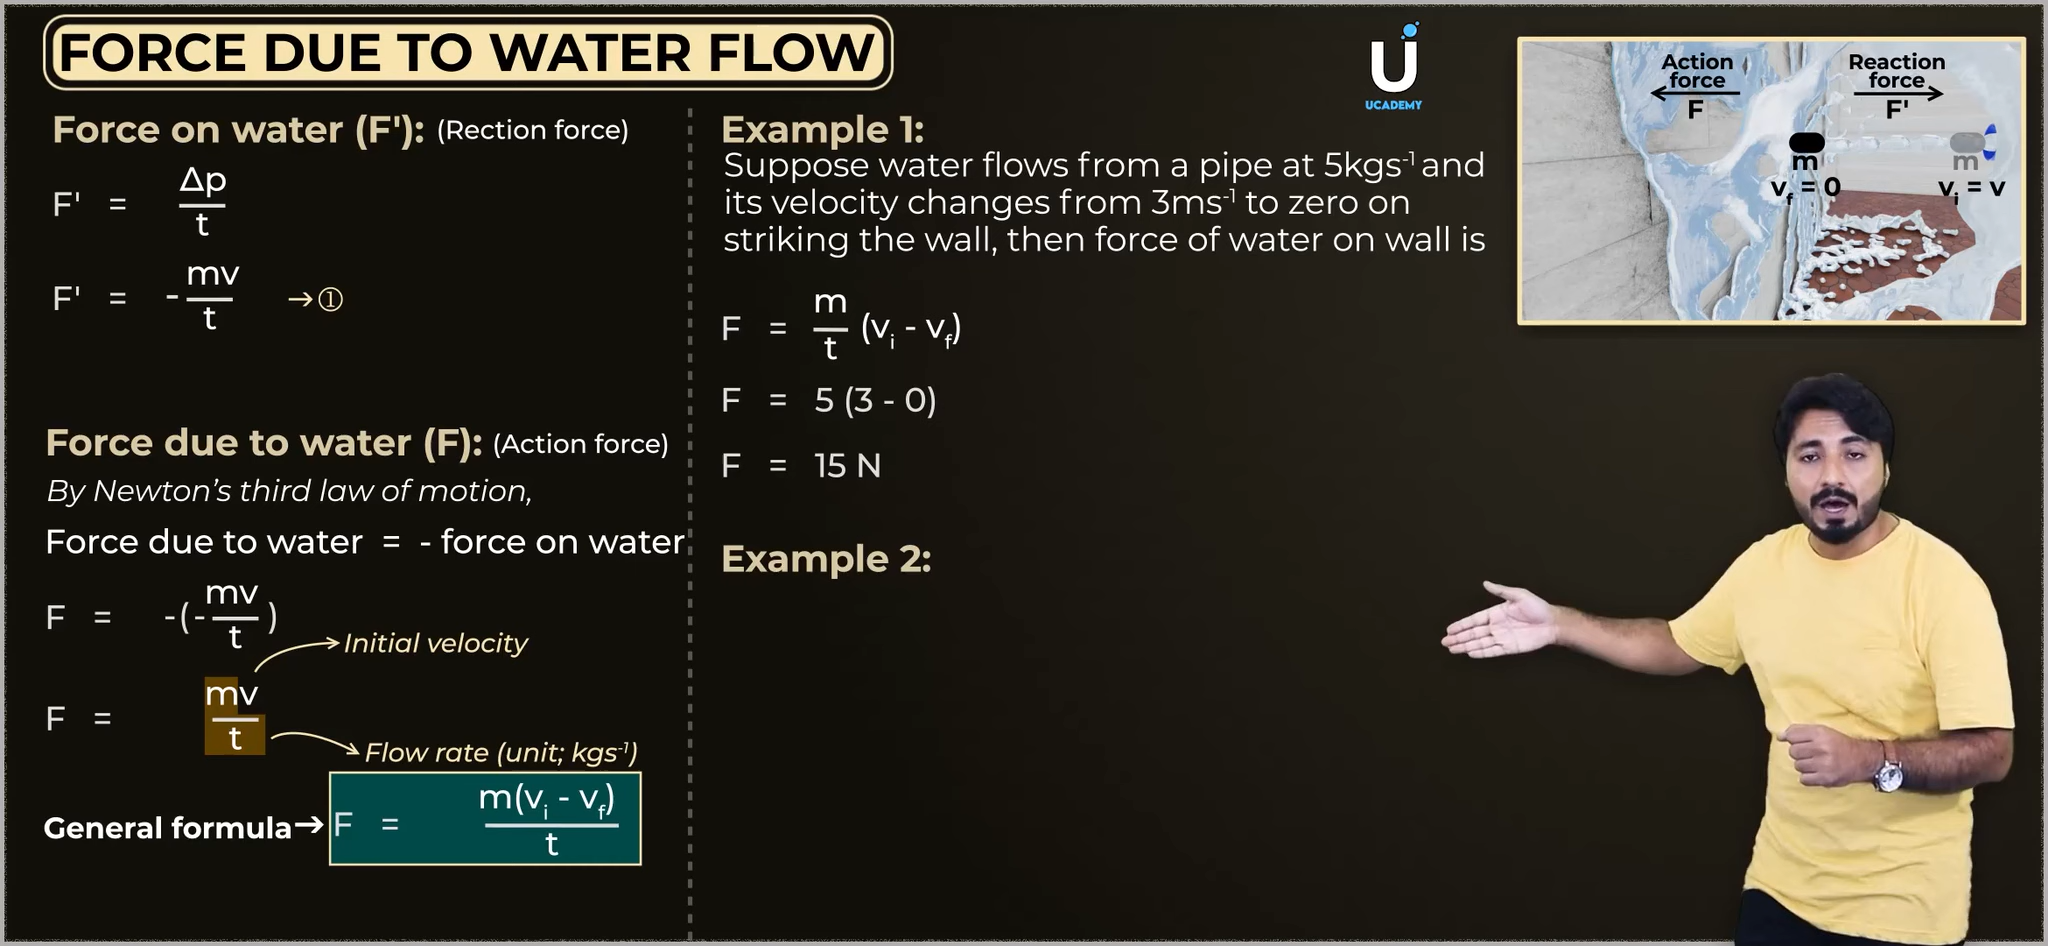 FORCE DUE TO WATER FLOW
Force on water (F'): (Rection force)
F' = Δp / t
F' = - mv / t →①
Force due to water (F): (Action force)
By Newton’s third law of motion,
Force due to water = - force on water
F = -(- mv / t )
Initial velocity
F = mv / t
Flow rate (unit; kgs⁻¹)
General formula→ F = m(vᵢ - v_f) / t
Example 1:
Suppose water flows from a pipe at 5kgs⁻¹ and
its velocity changes from 3ms⁻¹ to zero on
striking the wall, then force of water on wall is
F = m / t (vᵢ - v_f)
F = 5 (3 - 0)
F = 15 N
Example 2:
U
UCADEMY
Action
force
F
Reaction
force
F'
m
v_f = 0
m
vᵢ = v